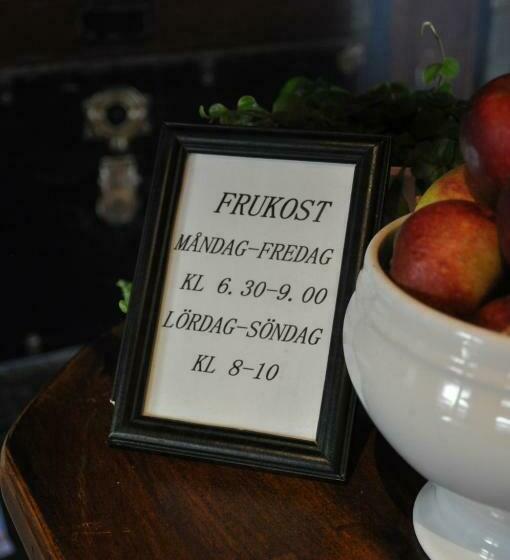 FRUKOST
MÅNDAG-FREDAG
KL 6.30-9.00
LÖRDAG-SÖNDAG
KL 8-10